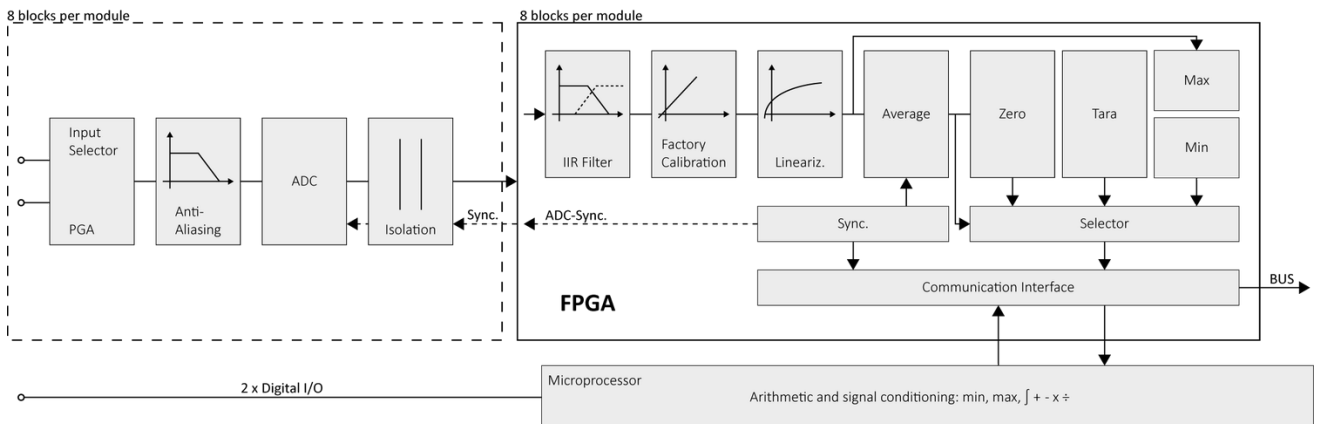 8 blocks per module
8 blocks per module
Input
Selector
PGA
Anti-
Aliasing
ADC
Isolation
Sync.
ADC-Sync.
IIR Filter
Factory
Calibration
Lineariz.
Average
Zero
Tara
Max
Min
Sync.
Selector
Communication Interface
BUS
FPGA
2 x Digital I/O
Microprocessor
Arithmetic and signal conditioning: min, max, ∫ + - x ÷